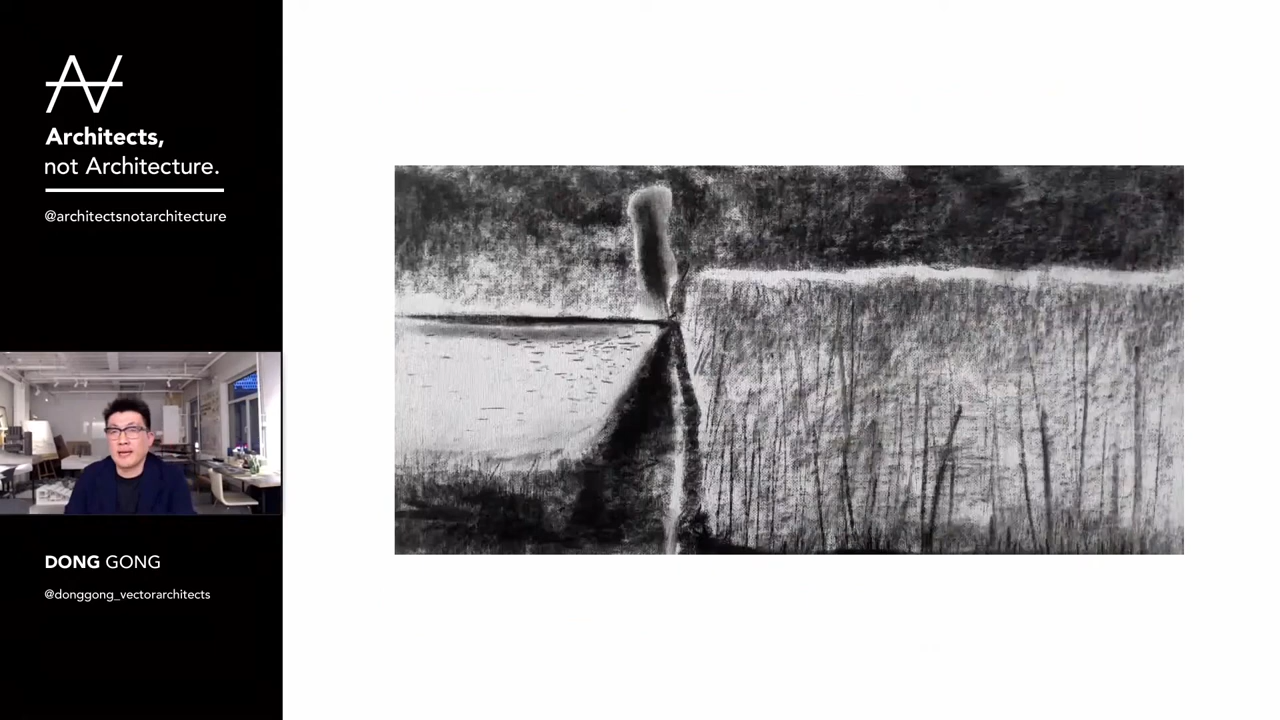 Architects,
not Architecture.
@architectsnotarchitecture
DONG GONG
@donggong_vectorarchitects